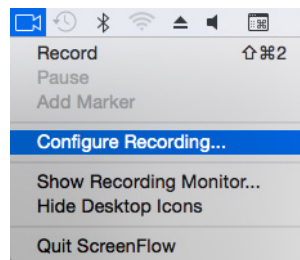 Record ⇧⌘2
Pause
Add Marker
Configure Recording...
Show Recording Monitor...
Hide Desktop Icons
Quit ScreenFlow